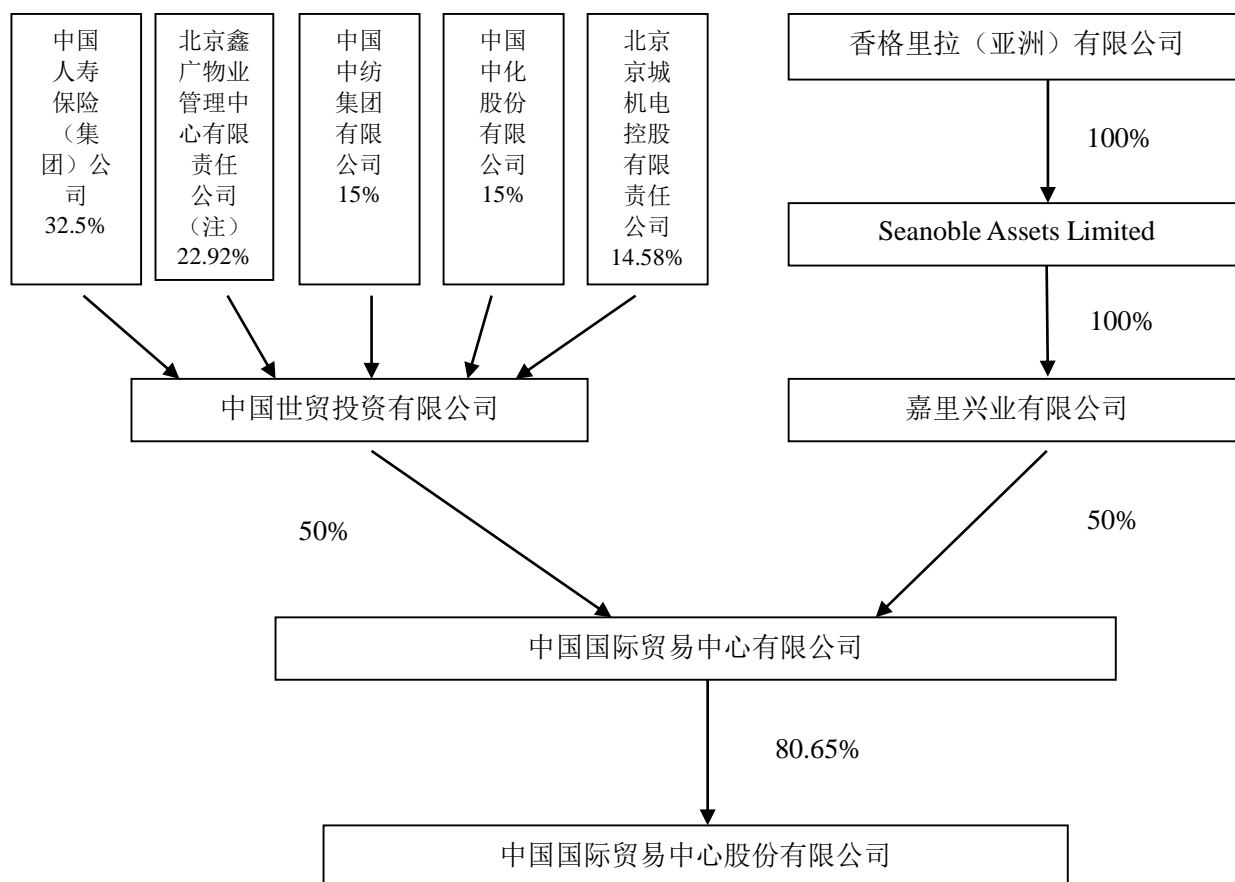 中国
人寿
保险
（集
团）公
司
32.5%
北京鑫
广物业
管理中
心有限
责任
公司
（注）
22.92%
中国
中纺
集团
有限
公司
15%
中国
中化
股份
有限
公司
15%
北京
京城
机电
控股
有限
责任
公司
14.58%
香格里拉（亚洲）有限公司
100%
Seanoble Assets Limited
100%
中国世贸投资有限公司
嘉里兴业有限公司
50%
50%
中国国际贸易中心有限公司
80.65%
中国国际贸易中心股份有限公司